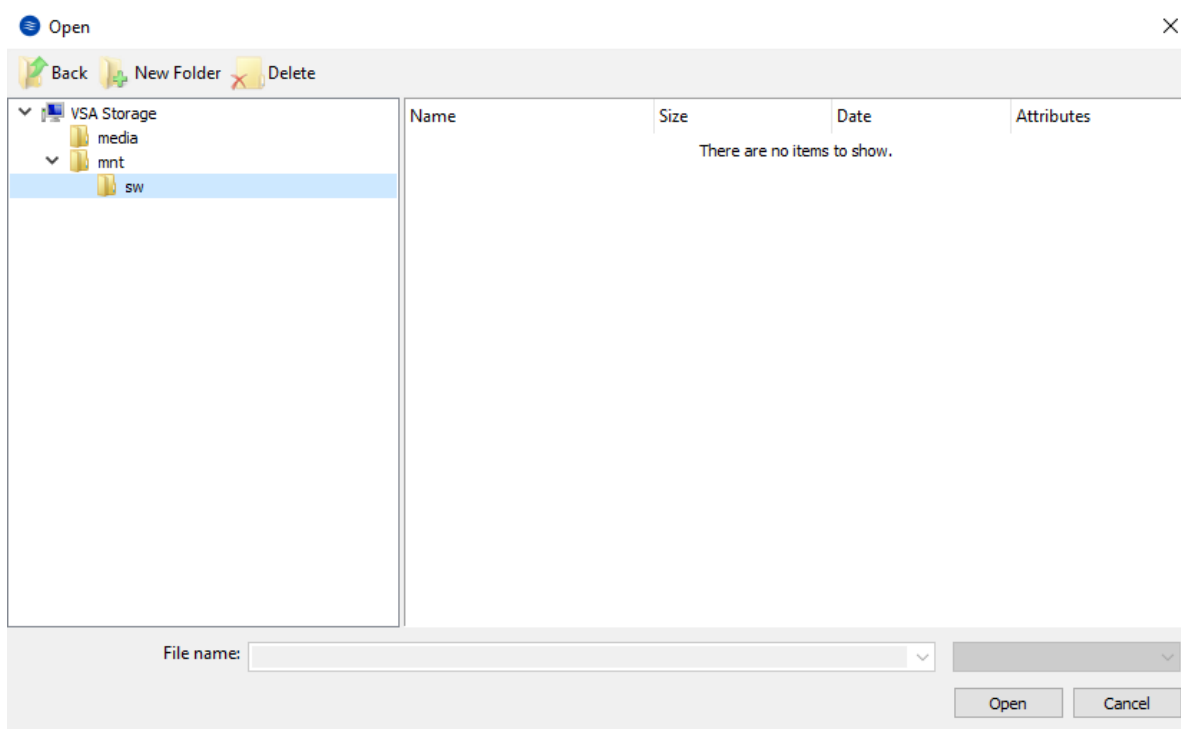 Open
Back New Folder Delete
VSA Storage
media
mnt
sw
Name Size Date Attributes
There are no items to show.
File name:
Open Cancel